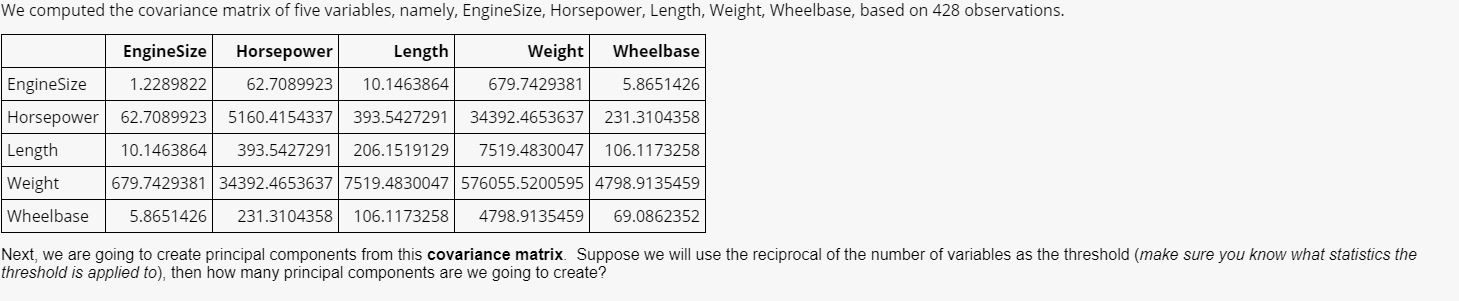 We computed the covariance matrix of five variables, namely, EngineSize, Horsepower, Length, Weight, Wheelbase, based on 428 observations.
EngineSize Horsepower Length Weight Wheelbase
EngineSize 1.2289822 62.7089923 10.1463864 679.7429381 5.8651426
Horsepower 62.7089923 5160.4154337 393.5427291 34392.4653637 231.3104358
Length 10.1463864 393.5427291 206.1519129 7519.4830047 106.1173258
Weight 679.7429381 34392.4653637 7519.4830047 576055.5200595 4798.9135459
Wheelbase 5.8651426 231.3104358 106.1173258 4798.9135459 69.0862352
Next, we are going to create principal components from this covariance matrix. Suppose we will use the reciprocal of the number of variables as the threshold (make sure you know what statistics the
threshold is applied to), then how many principal components are we going to create?